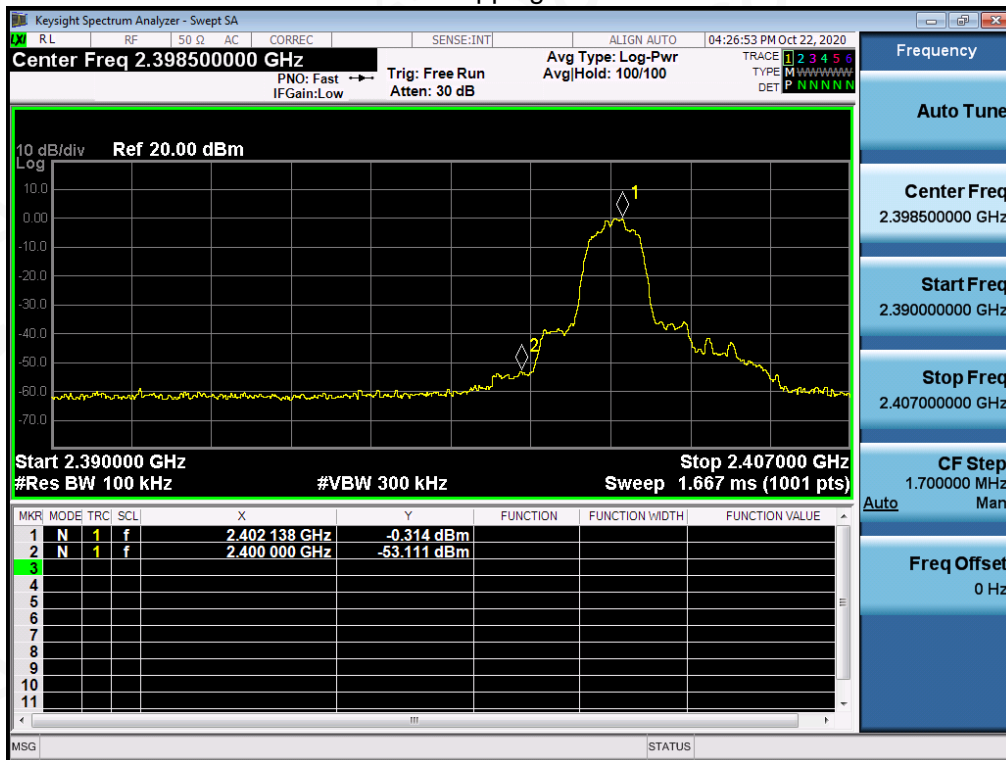 Keysight Spectrum Analyzer - Swept SA
LXI RL RF 50 Ω AC CORREC SENSE:INT ALIGN AUTO 04:26:53 PM Oct 22, 2020
Center Freq 2.398500000 GHz
PNO: Fast
IFGain:Low
Trig: Free Run
Atten: 30 dB
Avg Type: Log-Pwr
Avg|Hold: 100/100
TRACE 1 2 3 4 5 6
TYPE M WWWWW
DET P N N N N N
10 dB/div Ref 20.00 dBm
Log
10.0
0.00
-10.0
-20.0
-30.0
-40.0
-50.0
-60.0
-70.0
1
2
Start 2.390000 GHz Stop 2.407000 GHz
#Res BW 100 kHz #VBW 300 kHz Sweep 1.667 ms (1001 pts)
MKR MODE TRC SCL X Y FUNCTION FUNCTION WIDTH FUNCTION VALUE
1 N 1 f 2.402 138 GHz -0.314 dBm
2 N 1 f 2.400 000 GHz -53.111 dBm
3
4
5
6
7
8
9
10
11
MSG STATUS
Frequency
Auto Tune
Center Freq
2.398500000 GHz
Start Freq
2.390000000 GHz
Stop Freq
2.407000000 GHz
CF Step
1.700000 MHz
Auto Man
Freq Offset
0 Hz